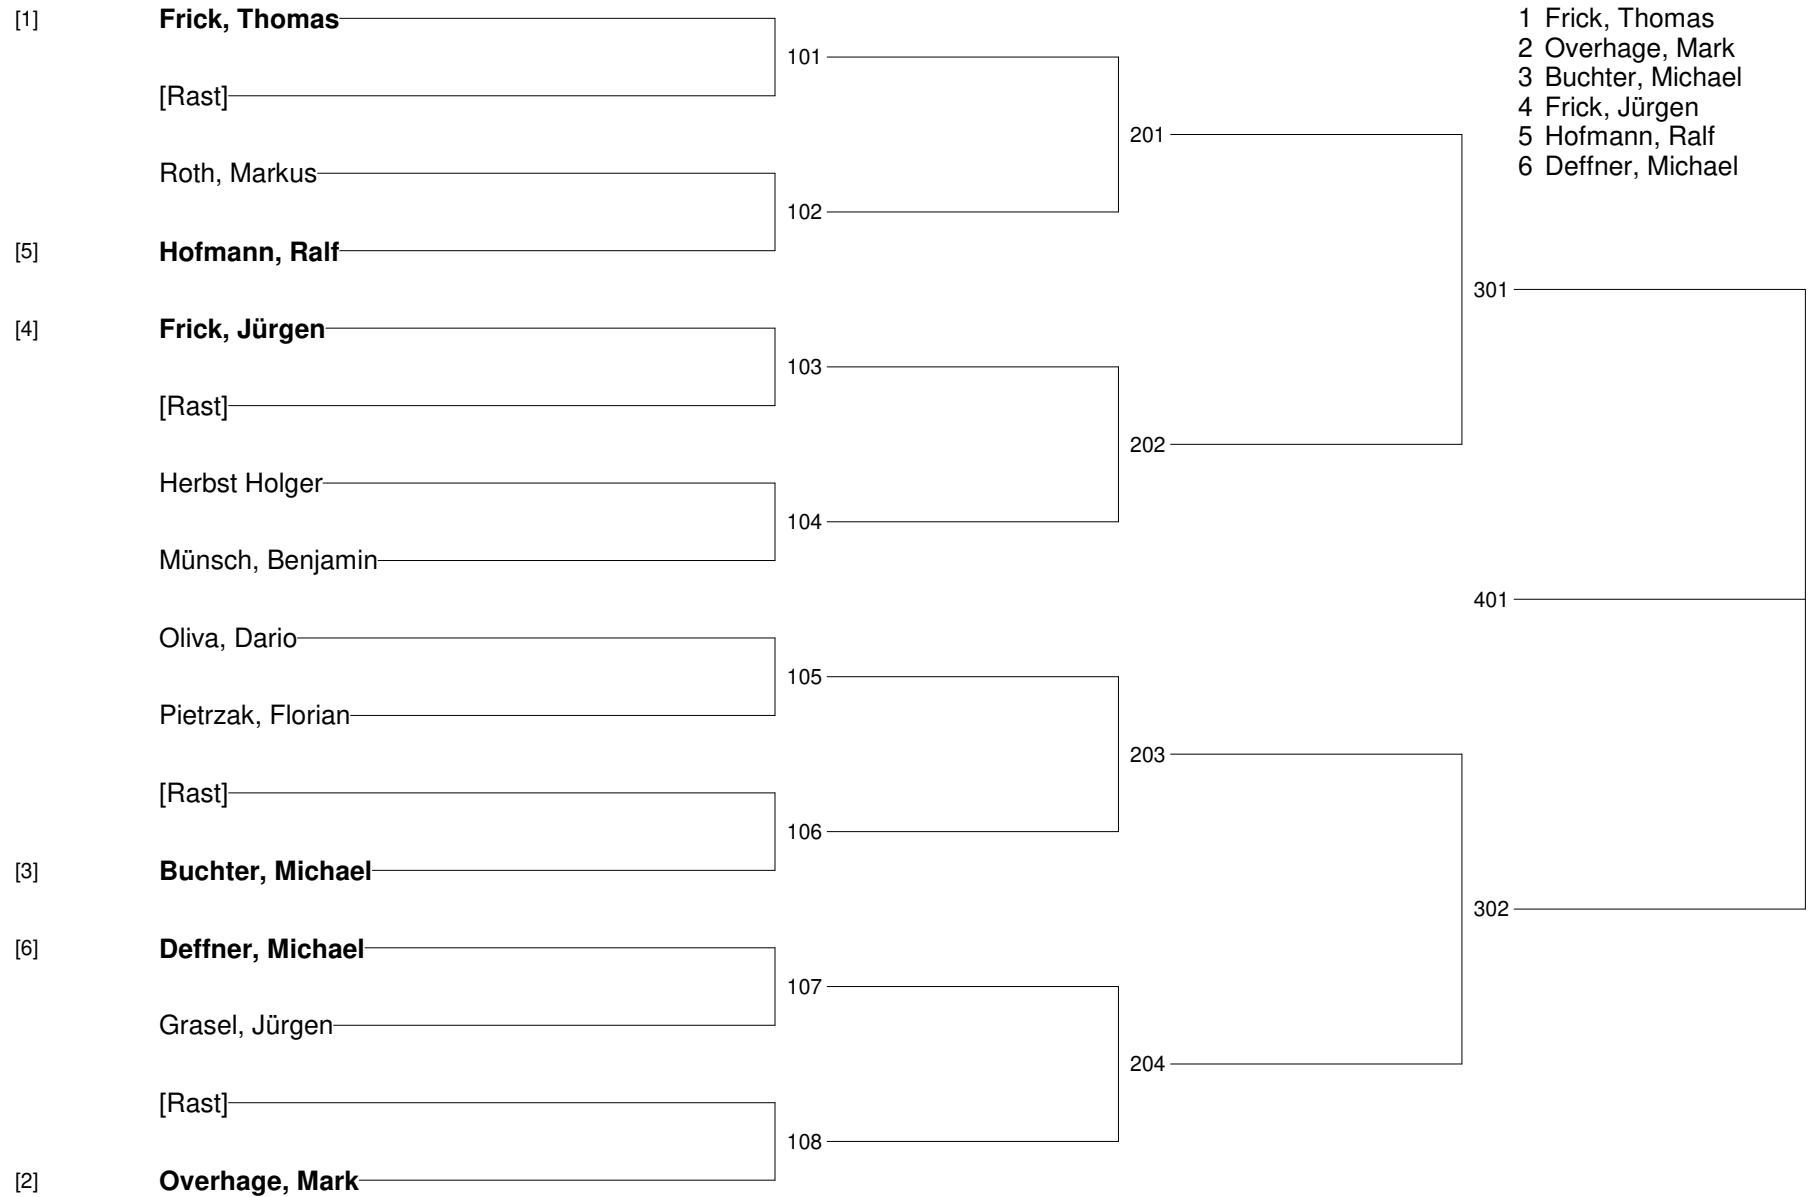 [1] Frick, Thomas
101
[Rast]
201
Roth, Markus
102
[5] Hofmann, Ralf
301
[4] Frick, Jürgen
103
[Rast]
202
Herbst Holger
104
Münsch, Benjamin
401
Oliva, Dario
105
Pietrzak, Florian
203
[Rast]
106
[3] Buchter, Michael
302
[6] Deffner, Michael
107
Grasel, Jürgen
204
[Rast]
108
[2] Overhage, Mark
1 Frick, Thomas
2 Overhage, Mark
3 Buchter, Michael
4 Frick, Jürgen
5 Hofmann, Ralf
6 Deffner, Michael